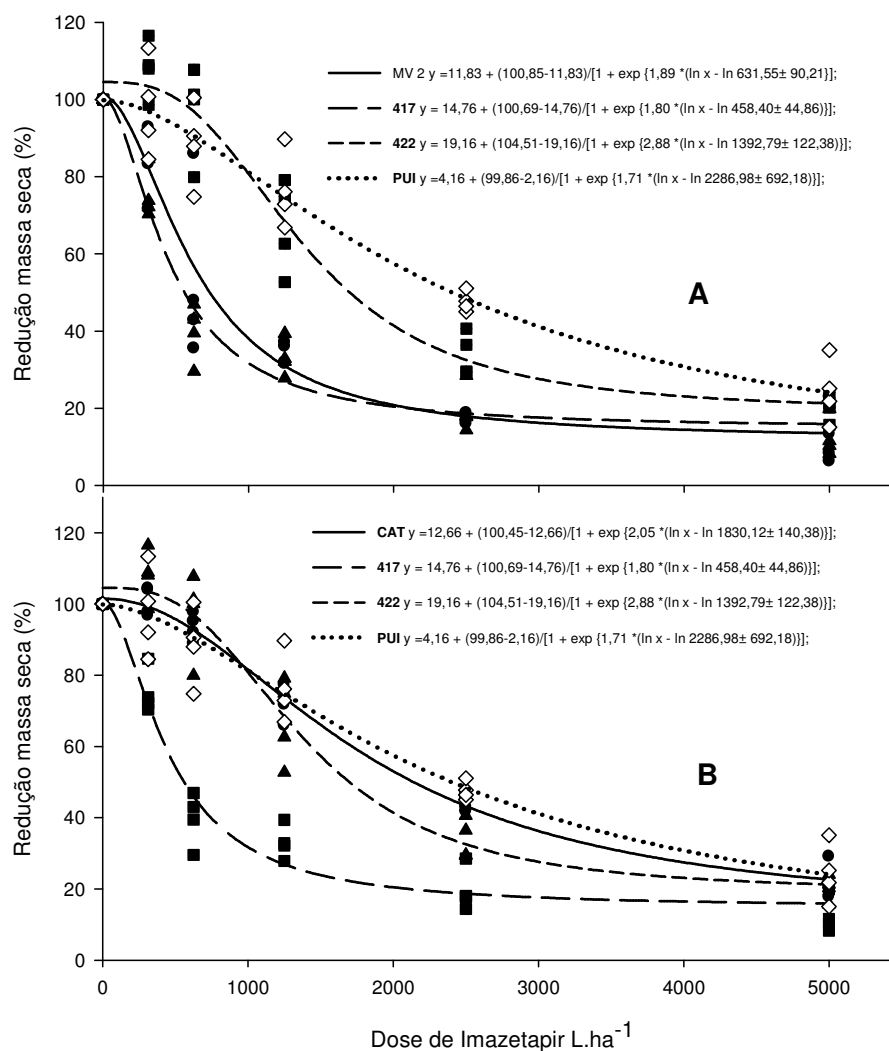 120
MV 2 y =11,83 + (100,85-11,83)/[1 + exp {1,89 *(ln x - ln 631,55± 90,21)}];
100
417 y = 14,76 + (100,69-14,76)/[1 + exp {1,80 *(ln x - ln 458,40± 44,86)}];
422 y = 19,16 + (104,51-19,16)/[1 + exp {2,88 *(ln x - ln 1392,79± 122,38)}];
80
PUI y =4,16 + (99,86-2,16)/[1 + exp {1,71 *(ln x - ln 2286,98± 692,18)}];
Redução massa seca (%)
60
A
40
20
0
120
CAT y =12,66 + (100,45-12,66)/[1 + exp {2,05 *(ln x - ln 1830,12± 140,38)}];
417 y = 14,76 + (100,69-14,76)/[1 + exp {1,80 *(ln x - ln 458,40± 44,86)}];
100
422 y = 19,16 + (104,51-19,16)/[1 + exp {2,88 *(ln x - ln 1392,79± 122,38)}];
PUI y =4,16 + (99,86-2,16)/[1 + exp {1,71 *(ln x - ln 2286,98± 692,18)}];
80
Redução massa seca (%)
60
B
40
20
0
0 1000 2000 3000 4000 5000
Dose de Imazetapir L.ha⁻¹